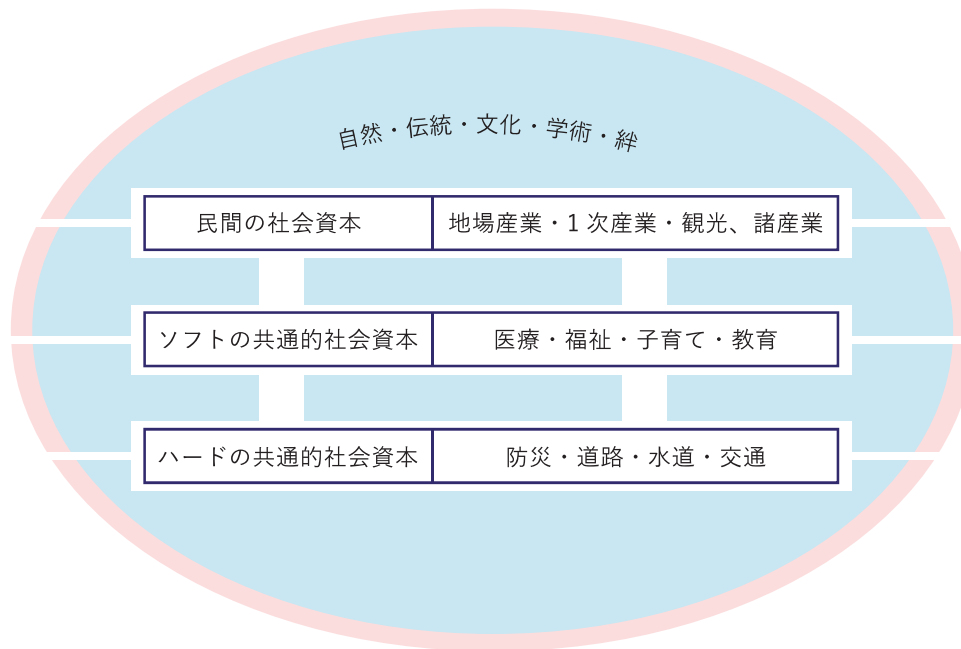 自然・伝統・文化・学術・絆
民間の社会資本 地場産業・1次産業・観光、諸産業
ソフトの共通的社会資本 医療・福祉・子育て・教育
ハードの共通的社会資本 防災・道路・水道・交通